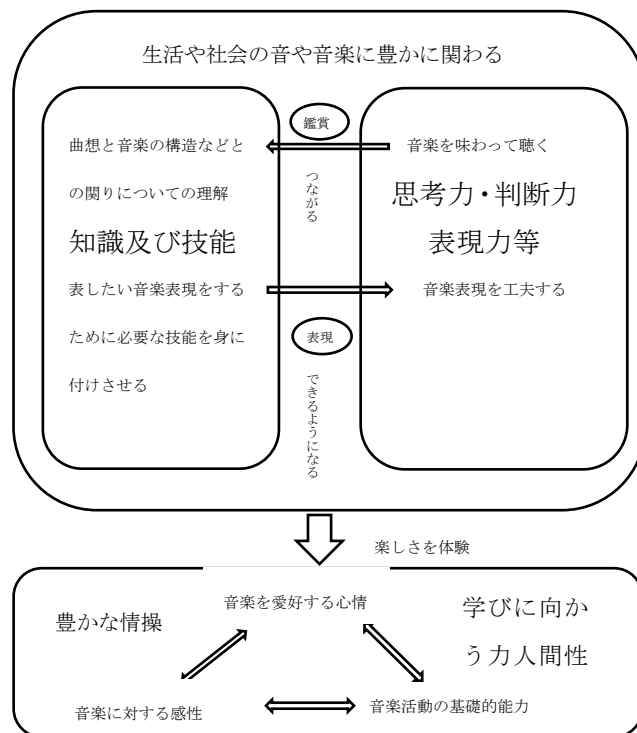 生活や社会の音や音楽に豊かに関わる
鑑賞
曲想と音楽の構造などと
の関りについての理解
知識及び技能
表したい音楽表現をする
ために必要な技能を身に
付けさせる
つながる
音楽を味わって聴く
思考力・判断力
表現力等
音楽表現を工夫する
表現
できるようになる
楽しさを体験
音楽を愛好する心情
豊かな情操
学びに向か
う力人間性
音楽に対する感性
音楽活動の基礎的能力